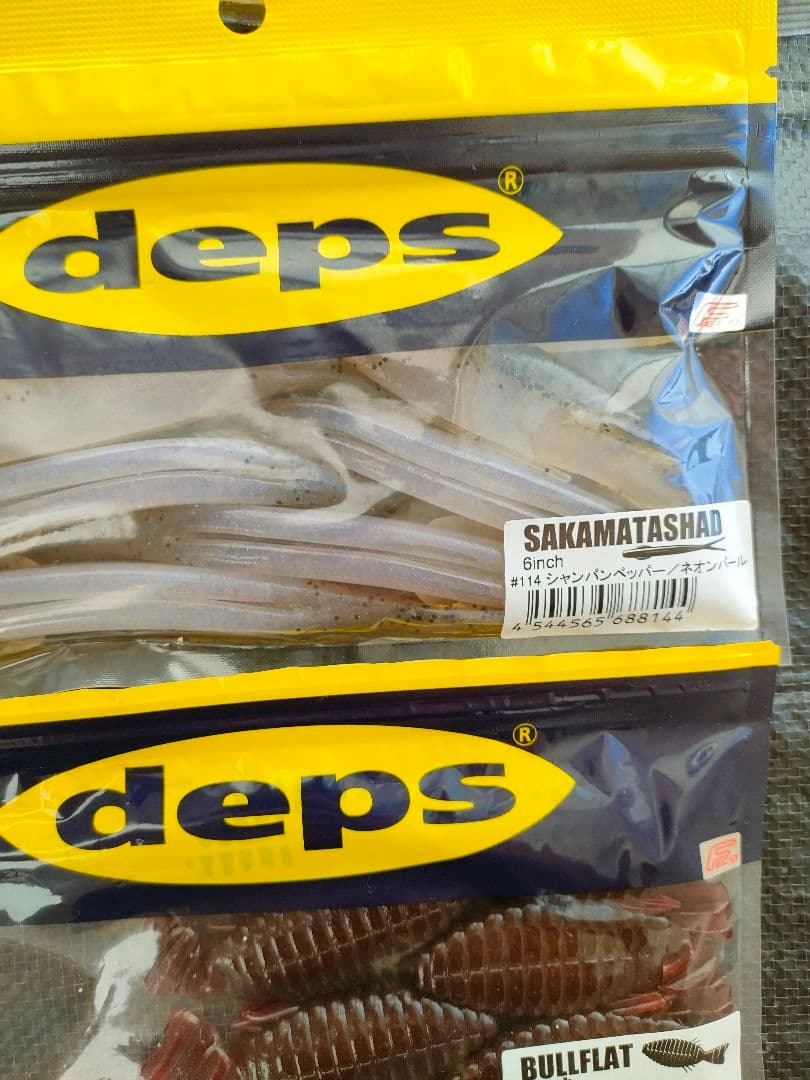 deps®
SAKAMATASHAD
6inch
#114 シャンパンペッパー／ネオンパール
4 544565 688144
deps®
BULLFLAT